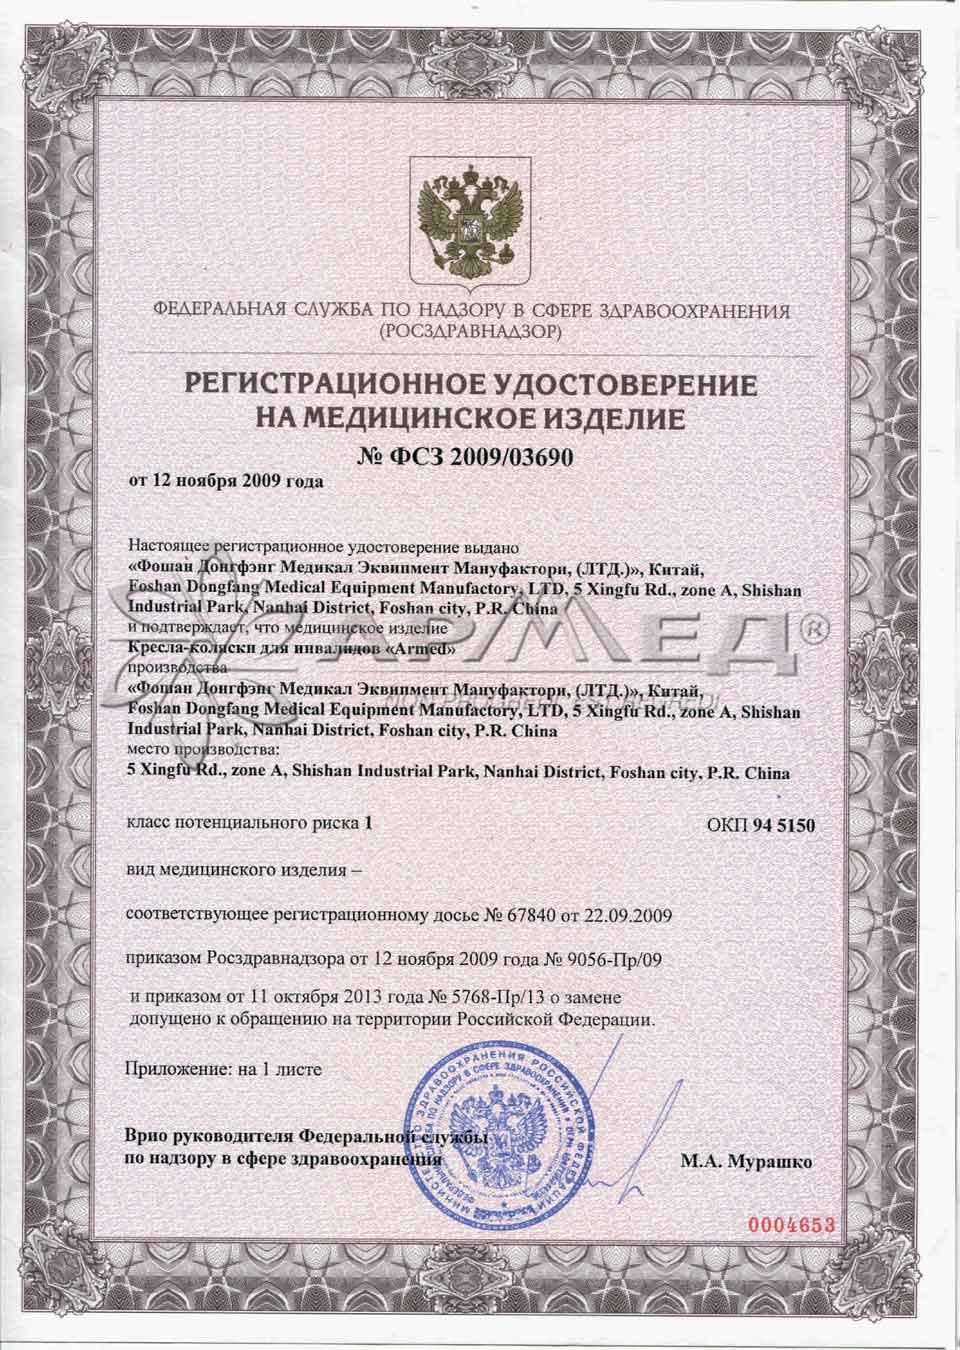 ФЕДЕРАЛЬНАЯ СЛУЖБА ПО НАДЗОРУ В СФЕРЕ ЗДРАВООХРАНЕНИЯ
(РОСЗДРАВНАДЗОР)
РЕГИСТРАЦИОННОЕ УДОСТОВЕРЕНИЕ
НА МЕДИЦИНСКОЕ ИЗДЕЛИЕ
№ ФСЗ 2009/03690
от 12 ноября 2009 года
Настоящее регистрационное удостоверение выдано
«Фошан Донгфэнг Медикал Эквипмент Мануфактори, (ЛТД.)», Китай,
Foshan Dongfang Medical Equipment Manufactory, LTD, 5 Xingfu Rd., zone A, Shishan
Industrial Park, Nanhai District, Foshan city, P.R. China
и подтверждает, что медицинское изделие
Кресла-коляски для инвалидов «Armed»
производства
«Фошан Донгфэнг Медикал Эквипмент Мануфактори, (ЛТД.)», Китай,
Foshan Dongfang Medical Equipment Manufactory, LTD, 5 Xingfu Rd., zone A, Shishan
Industrial Park, Nanhai District, Foshan city, P.R. China
место производства:
5 Xingfu Rd., zone A, Shishan Industrial Park, Nanhai District, Foshan city, P.R. China
АРМЕД®
класс потенциального риска 1 ОКП 94 5150
вид медицинского изделия –
соответствующее регистрационному досье № 67840 от 22.09.2009
приказом Росздравнадзора от 12 ноября 2009 года № 9056-Пр/09
и приказом от 11 октября 2013 года № 5768-Пр/13 о замене
допущено к обращению на территории Российской Федерации.
Приложение: на 1 листе
Врио руководителя Федеральной службы
по надзору в сфере здравоохранения М.А. Мурашко
МИНИСТЕРСТВО ЗДРАВООХРАНЕНИЯ РОССИЙСКОЙ ФЕДЕРАЦИИ
ФЕДЕРАЛЬНАЯ СЛУЖБА ПО НАДЗОРУ В СФЕРЕ ЗДРАВООХРАНЕНИЯ
0004653